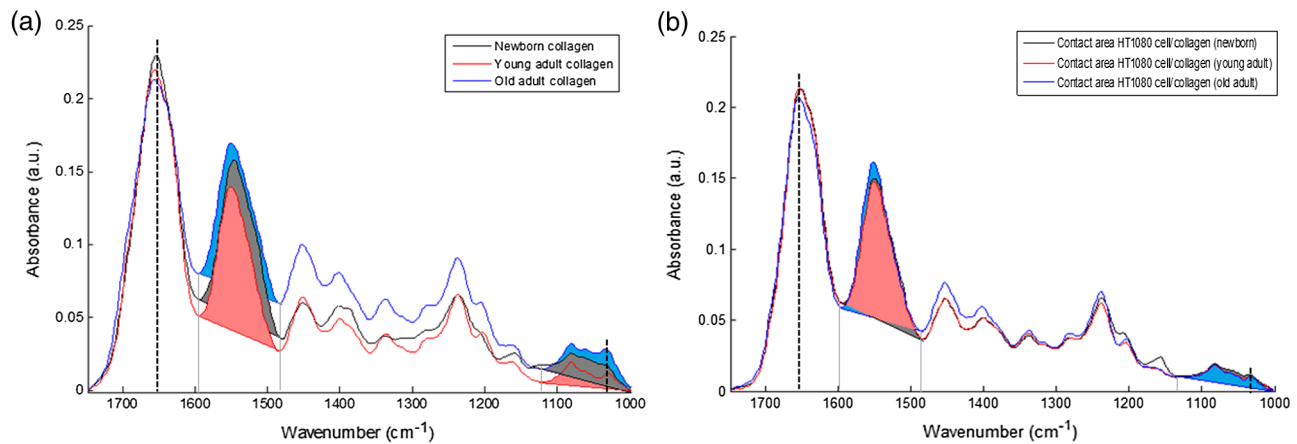 (a)
0.25
0.2
0.15
0.1
0.05
0
Absorbance (a.u.)
Newborn collagen
Young adult collagen
Old adult collagen
1700 1600 1500 1400 1300 1200 1100 1000
Wavenumber (cm-1)
(b)
0.25
0.20
0.15
0.10
0.05
0
Absorbance (a.u.)
Contact area HT1080 cell/collagen (newborn)
Contact area HT1080 cell/collagen (young adult)
Contact area HT1080 cell/collagen (old adult)
1700 1600 1500 1400 1300 1200 1100 1000
Wavenumber (cm-1)